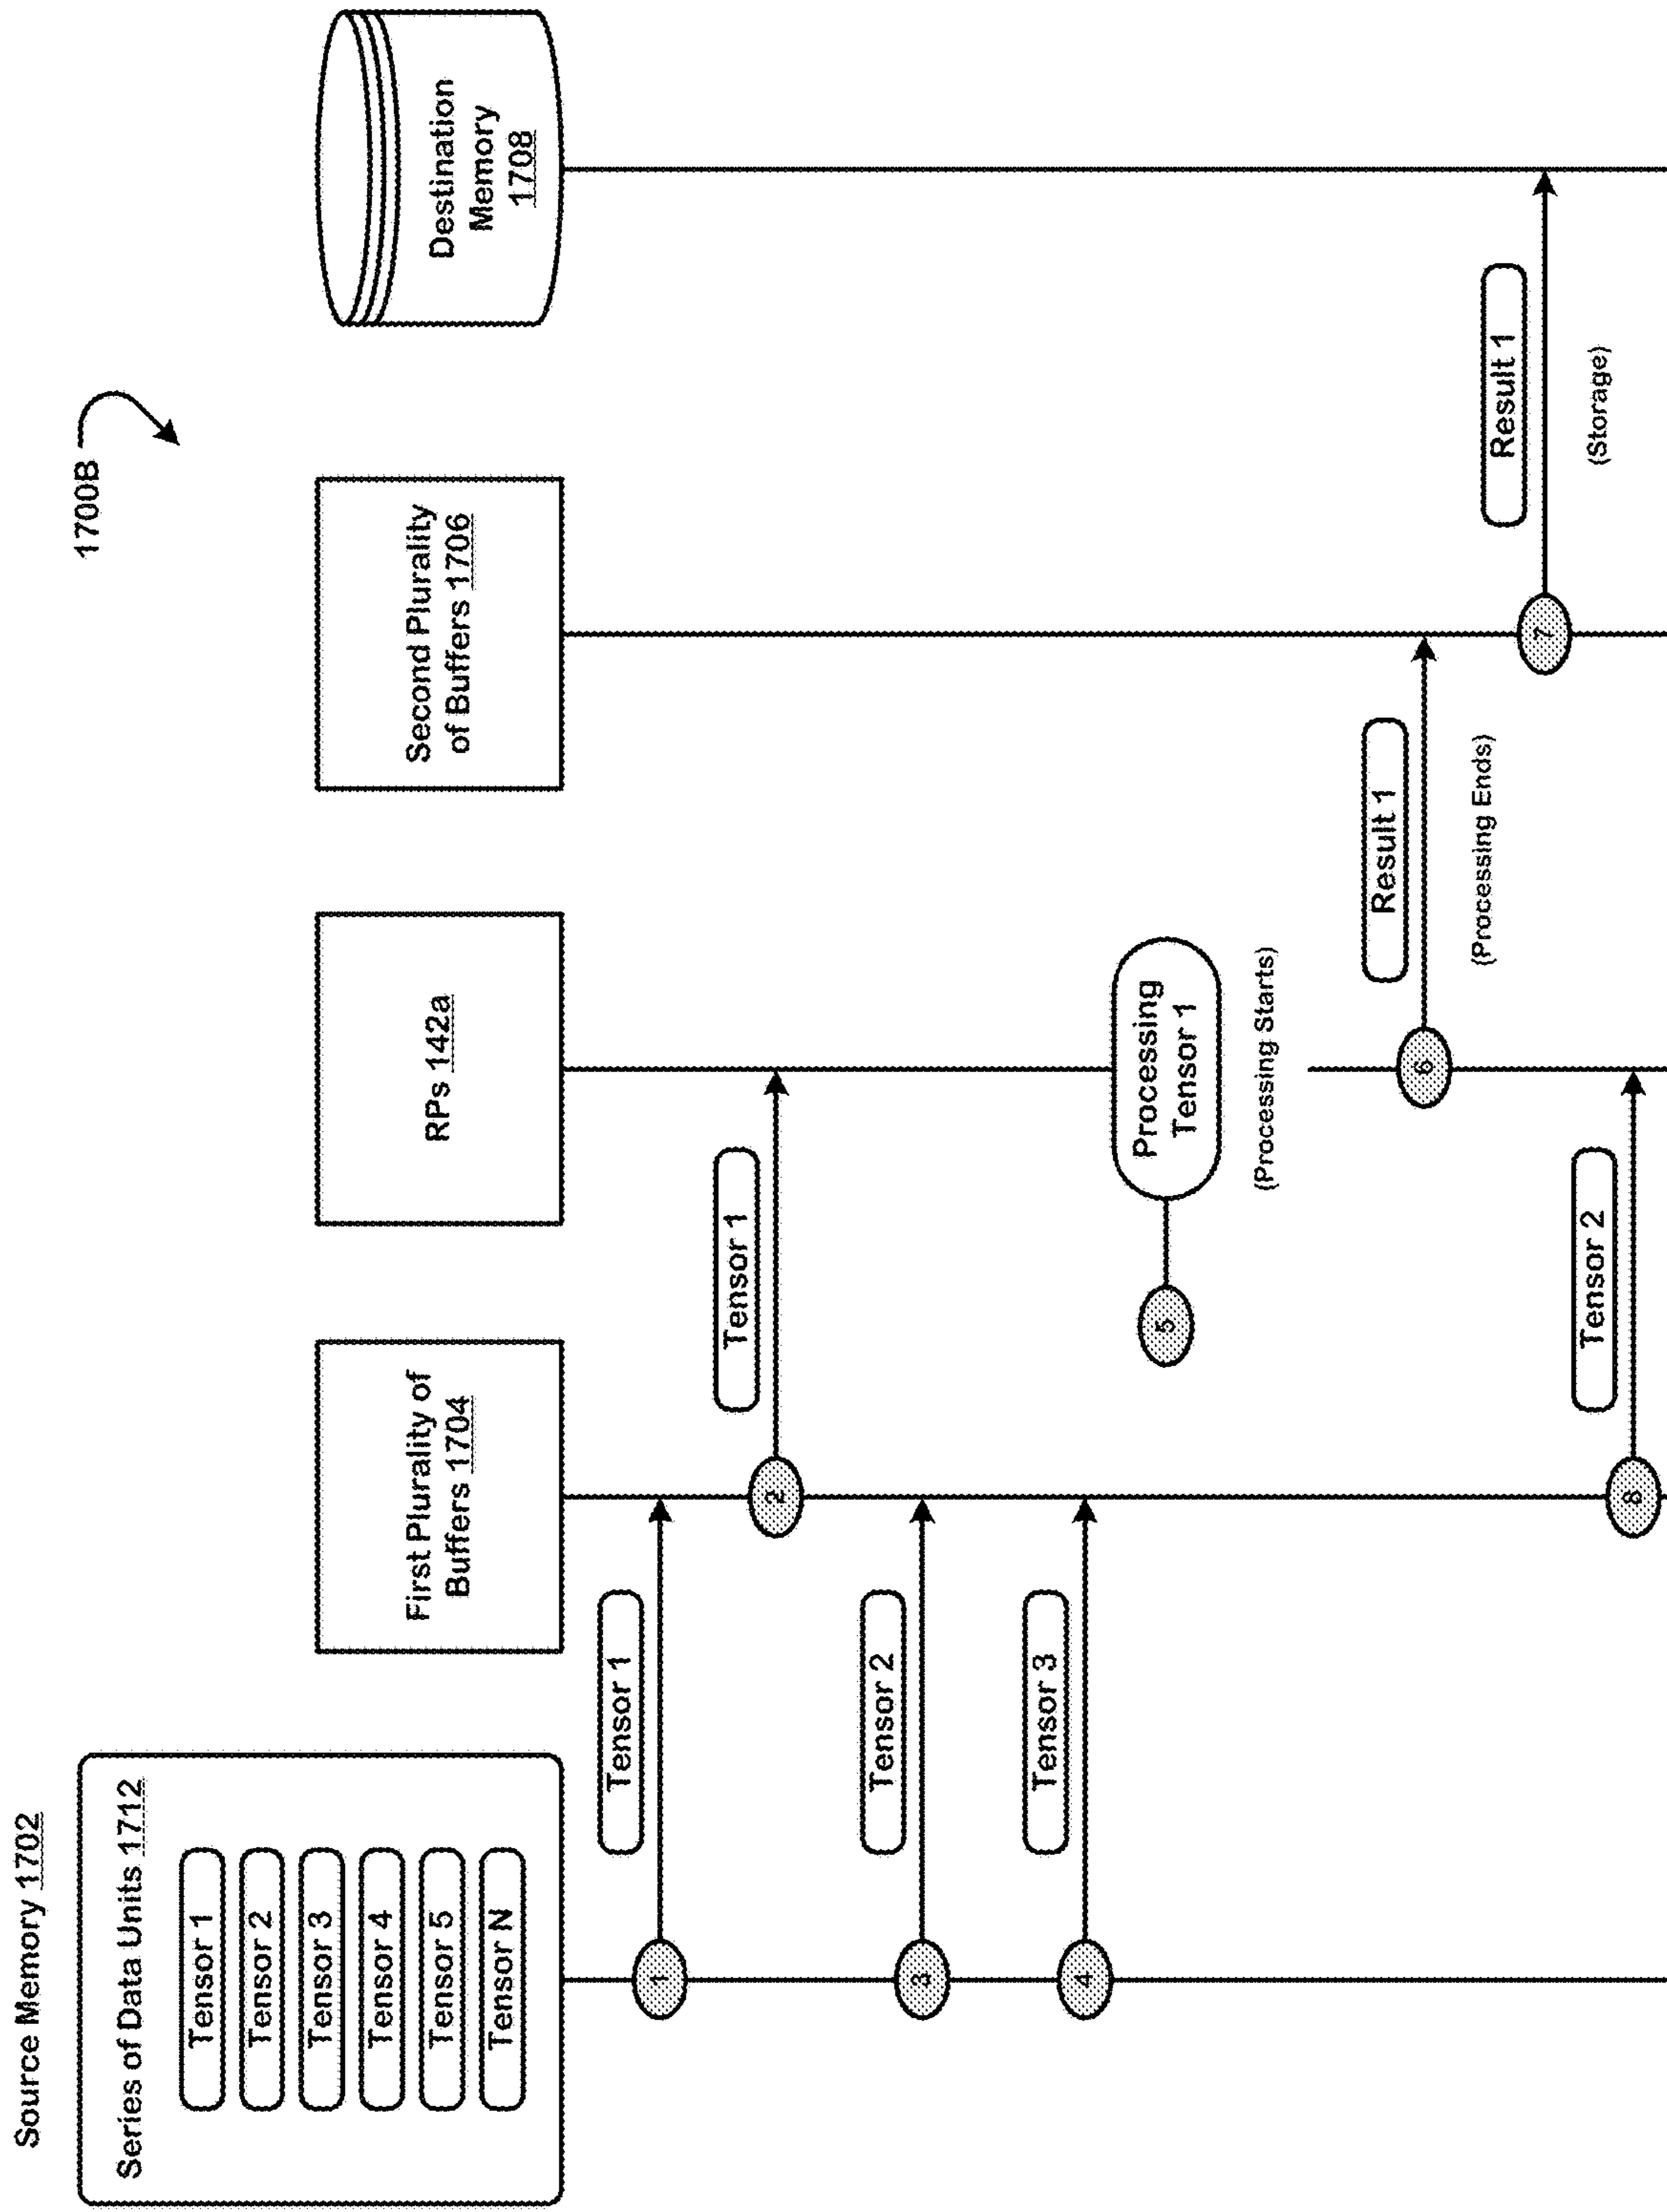 1700B
Source Memory 1702
Series of Data Units 1712
Tensor 1
Tensor 2
Tensor 3
Tensor 4
Tensor 5
Tensor N
First Plurality of
Buffers 1704
RPs 142a
Second Plurality
of Buffers 1706
Destination
Memory
1708
1
Tensor 1
2
Tensor 1
3
Tensor 2
4
Tensor 3
5
Processing
Tensor 1
(Processing Starts)
6
Result 1
(Processing Ends)
7
Result 1
(Storage)
8
Tensor 2